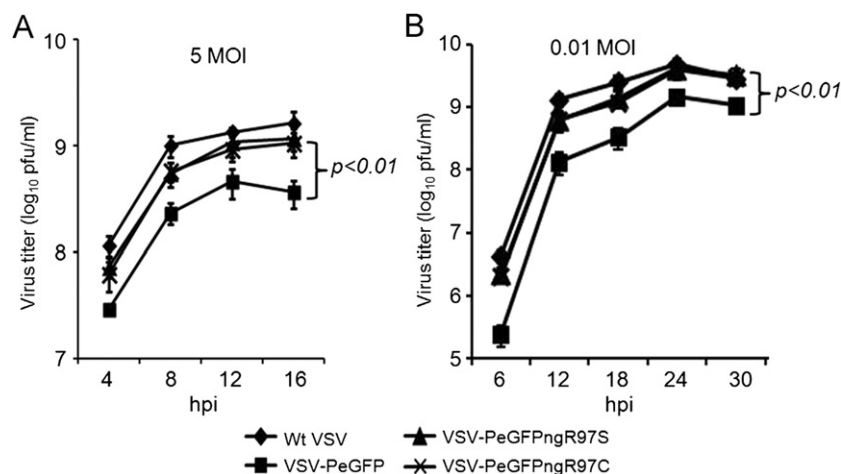 A
5 MOI
10
9
8
7
Virus titer (log10 pfu/ml)
p<0.01
4 8 12 16
hpi
B
0.01 MOI
10
9
8
7
6
5
Virus titer (log10 pfu/ml)
p<0.01
6 12 18 24 30
hpi
Wt VSV
VSV-PeGFP
VSV-PeGFPngR97S
VSV-PeGFPngR97C